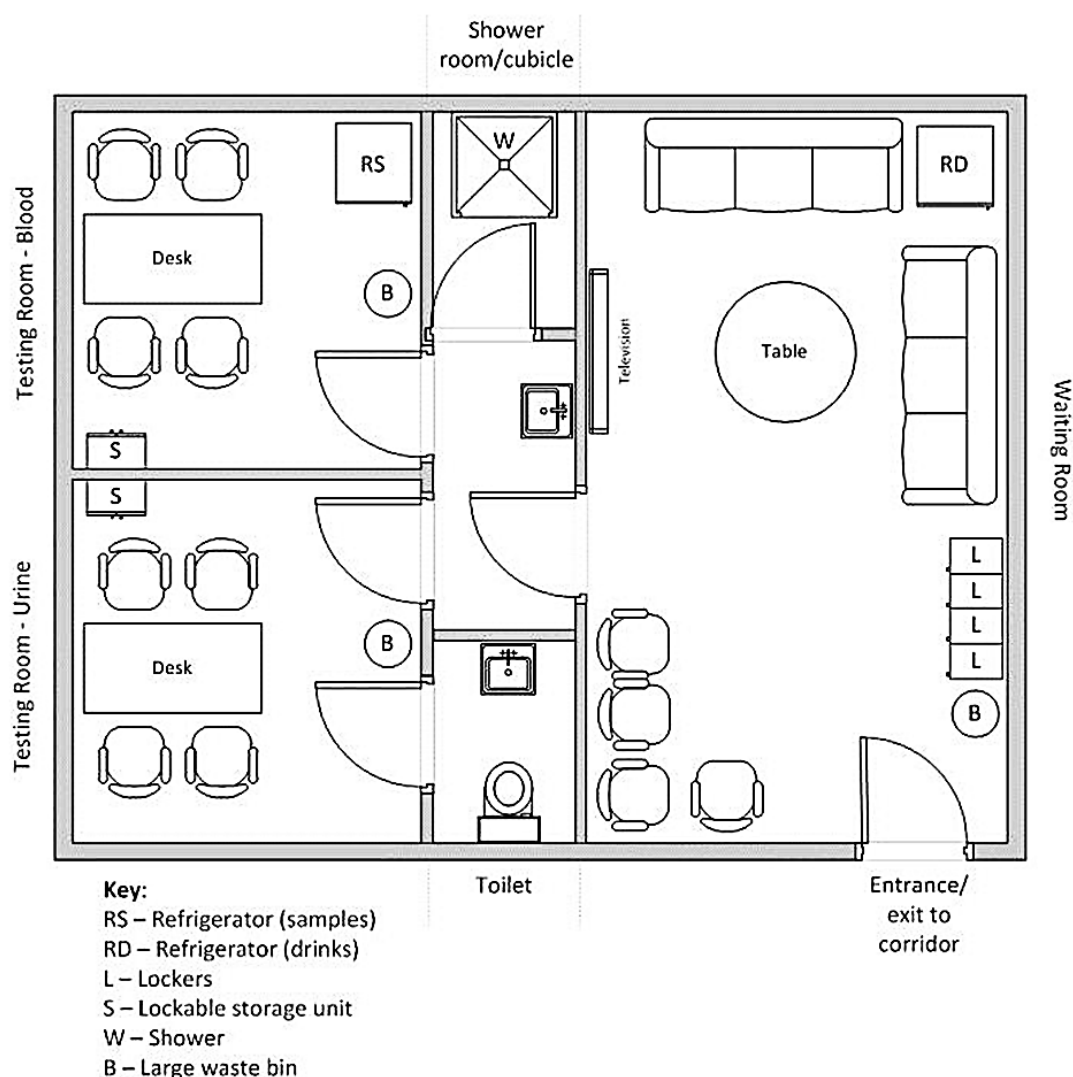 Shower
room/cubicle
Testing Room - Blood
RS
W
RD
Desk
B
Television
Table
Waiting Room
S
S
L
L
L
L
Testing Room - Urine
Desk
B
B
Toilet
Entrance/
exit to
corridor
Key:
RS – Refrigerator (samples)
RD – Refrigerator (drinks)
L – Lockers
S – Lockable storage unit
W – Shower
B – Large waste bin